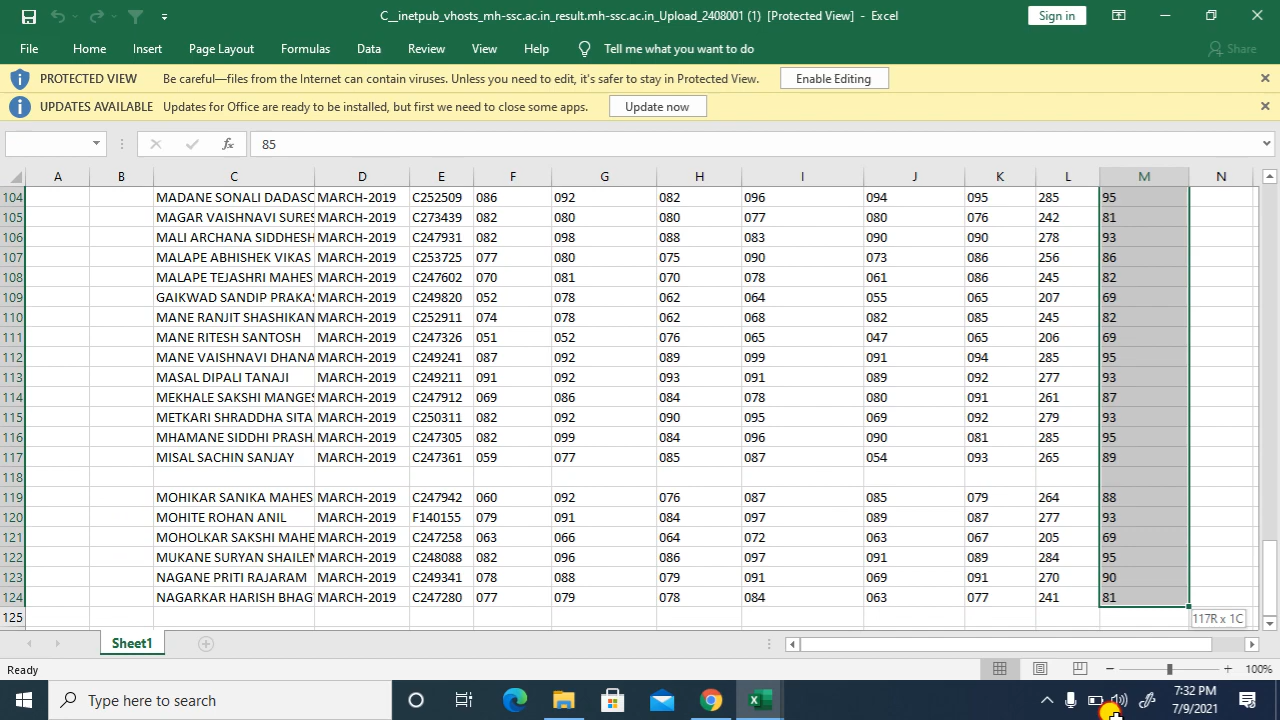 C__inetpub_vhosts_mh-ssc.ac.in_result.mh-ssc.ac.in_Upload_2408001 (1) [Protected View] - Excel
Sign in
File Home Insert Page Layout Formulas Data Review View Help Tell me what you want to do Share
PROTECTED VIEW Be careful—files from the Internet can contain viruses. Unless you need to edit, it's safer to stay in Protected View. Enable Editing
UPDATES AVAILABLE Updates for Office are ready to be installed, but first we need to close some apps. Update now
fx 85
A B C D E F G H I J K L M N
104 MADANE SONALI DADASC MARCH-2019 C252509 086 092 082 096 094 095 285 95
105 MAGAR VAISHNAVI SURES MARCH-2019 C273439 082 080 080 077 080 076 242 81
106 MALI ARCHANA SIDDHESH MARCH-2019 C247931 082 098 088 083 090 090 278 93
107 MALAPE ABHISHEK VIKAS MARCH-2019 C253725 077 080 075 090 073 086 256 86
108 MALAPE TEJASHRI MAHES MARCH-2019 C247602 070 081 070 078 061 086 245 82
109 GAIKWAD SANDIP PRAKAS MARCH-2019 C249820 052 078 062 064 055 065 207 69
110 MANE RANJIT SHASHIKAN MARCH-2019 C252911 074 078 062 068 082 085 245 82
111 MANE RITESH SANTOSH MARCH-2019 C247326 051 052 076 065 047 065 206 69
112 MANE VAISHNAVI DHANA MARCH-2019 C249241 087 092 089 099 091 094 285 95
113 MASAL DIPALI TANAJI MARCH-2019 C249211 091 092 093 091 089 092 277 93
114 MEKHALE SAKSHI MANGES MARCH-2019 C247912 069 086 084 078 080 091 261 87
115 METKARI SHRADDHA SITA MARCH-2019 C250311 082 092 090 095 069 092 279 93
116 MHAMANE SIDDHI PRASH MARCH-2019 C247305 082 099 084 096 090 081 285 95
117 MISAL SACHIN SANJAY MARCH-2019 C247361 059 077 085 087 054 093 265 89
118
119 MOHIKAR SANIKA MAHES MARCH-2019 C247942 060 092 076 087 085 079 264 88
120 MOHITE ROHAN ANIL MARCH-2019 F140155 079 091 084 097 089 087 277 93
121 MOHOLKAR SAKSHI MAHE MARCH-2019 C247258 063 066 064 072 063 067 205 69
122 MUKANE SURYAN SHAILEN MARCH-2019 C248088 082 096 086 097 091 089 284 95
123 NAGANE PRITI RAJARAM MARCH-2019 C249341 078 088 079 091 069 091 270 90
124 NAGARKAR HARISH BHAG MARCH-2019 C247280 077 079 078 084 063 077 241 81
125
117R x 1C
Sheet1
Ready 100%
Type here to search
7:32 PM
7/9/2021